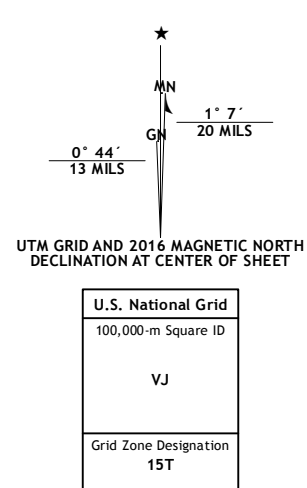 ★
MN
1° 7´
20 MILS
GN
0° 44´
13 MILS
UTM GRID AND 2016 MAGNETIC NORTH
DECLINATION AT CENTER OF SHEET
U.S. National Grid
100,000-m Square ID
VJ
Grid Zone Designation
15T